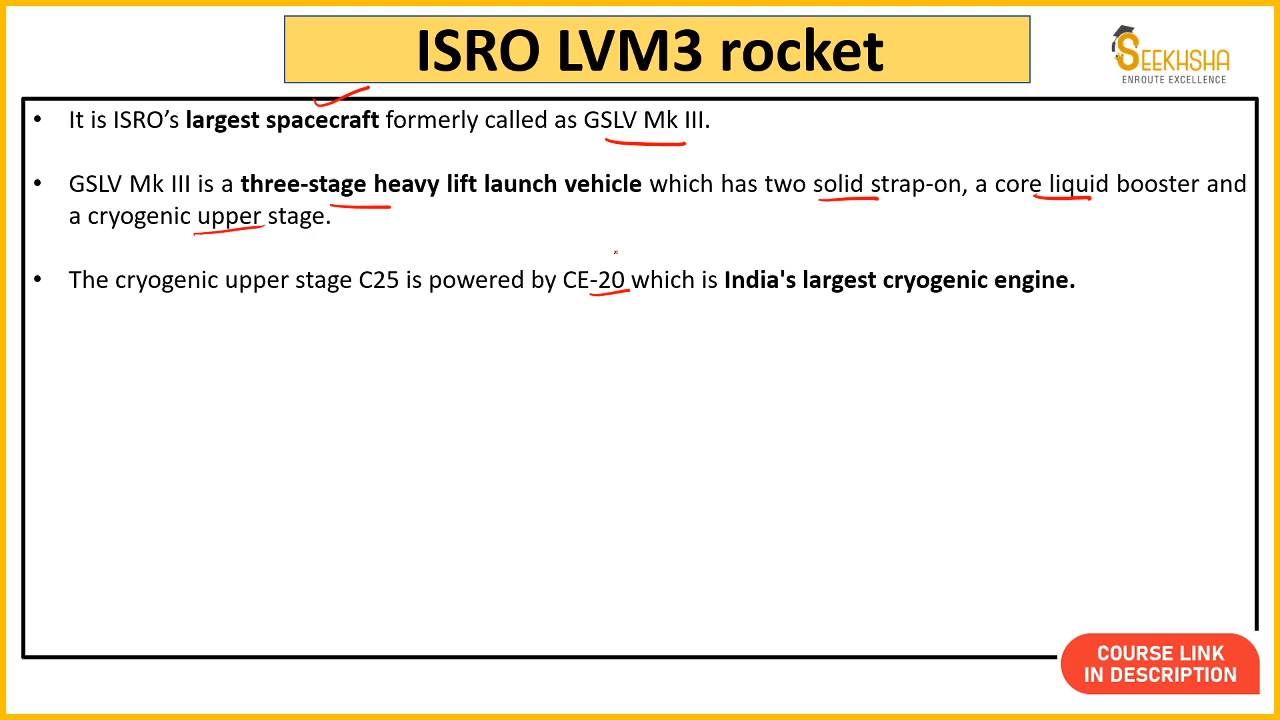 ISRO LVM3 rocket
SEEKHSHA
ENROUTE EXCELLENCE
• It is ISRO’s largest spacecraft formerly called as GSLV Mk III.
• GSLV Mk III is a three-stage heavy lift launch vehicle which has two solid strap-on, a core liquid booster and
a cryogenic upper stage.
• The cryogenic upper stage C25 is powered by CE-20 which is India's largest cryogenic engine.
COURSE LINK
IN DESCRIPTION